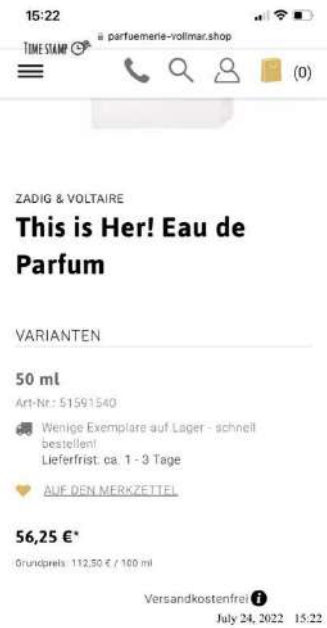 15:22
TIME STAMP
parfuemerie-vollmar.shop
(0)
ZADIG & VOLTAIRE
This is Her! Eau de
Parfum
VARIANTEN
50 ml
Art-Nr.: 51591540
Wenige Exemplare auf Lager - schnell
bestellen!
Lieferfrist: ca. 1 - 3 Tage
AUF DEN MERKZETTEL
56,25 €*
Grundpreis: 112,50 € / 100 ml
Versandkostenfrei i
July 24, 2022 15:22